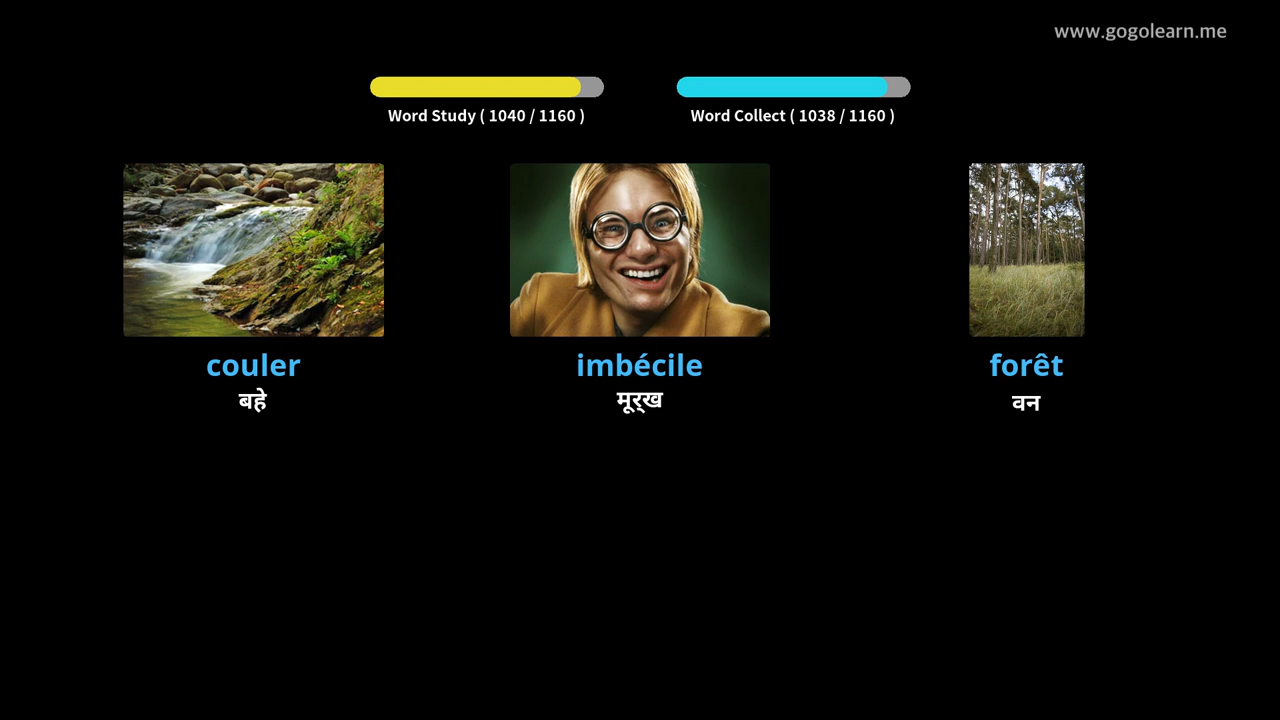 www.gogolearn.me
Word Study ( 1040 / 1160 )
Word Collect ( 1038 / 1160 )
couler
imbécile
forêt
बहे
मूर्ख
वन